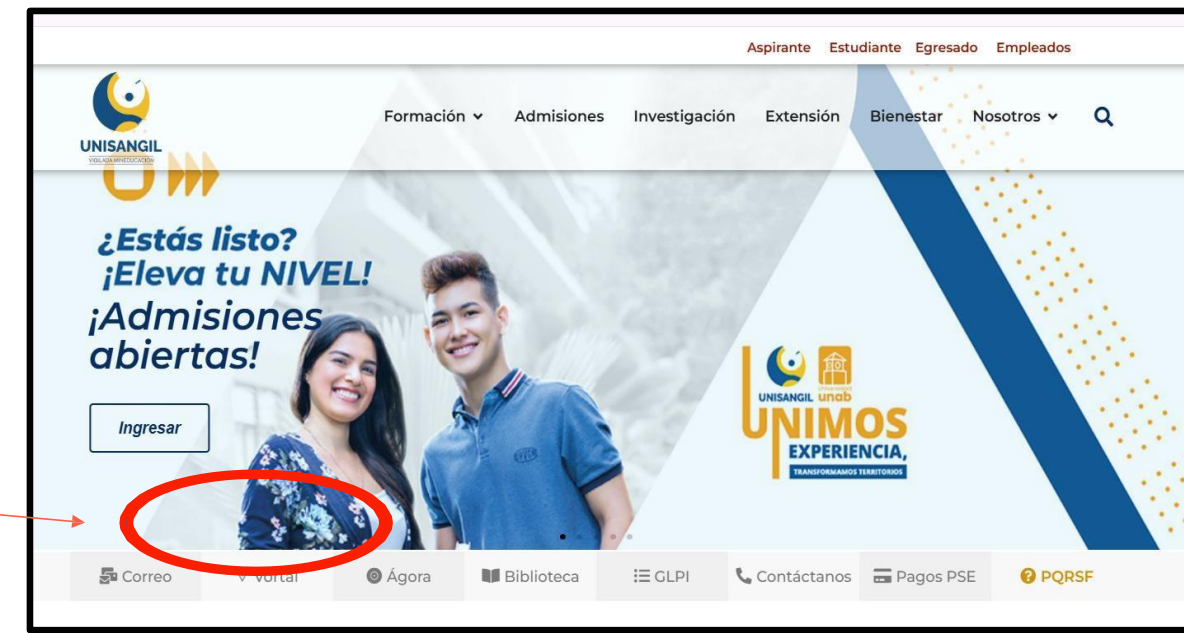 Aspirante Estudiante Egresado Empleados
UNISANGIL
VIGILADA MINEDUCACIÓN
Formación Admisiones Investigación Extensión Bienestar Nosotros
¿Estás listo?
¡Eleva tu NIVEL!
¡Admisiones
abiertas!
Ingresar
UNISANGIL unab
UNIMOS
EXPERIENCIA,
TRANSFORMAMOS TERRITORIOS
Correo Vortal Ágora Biblioteca GLPI Contáctanos Pagos PSE PQRSF